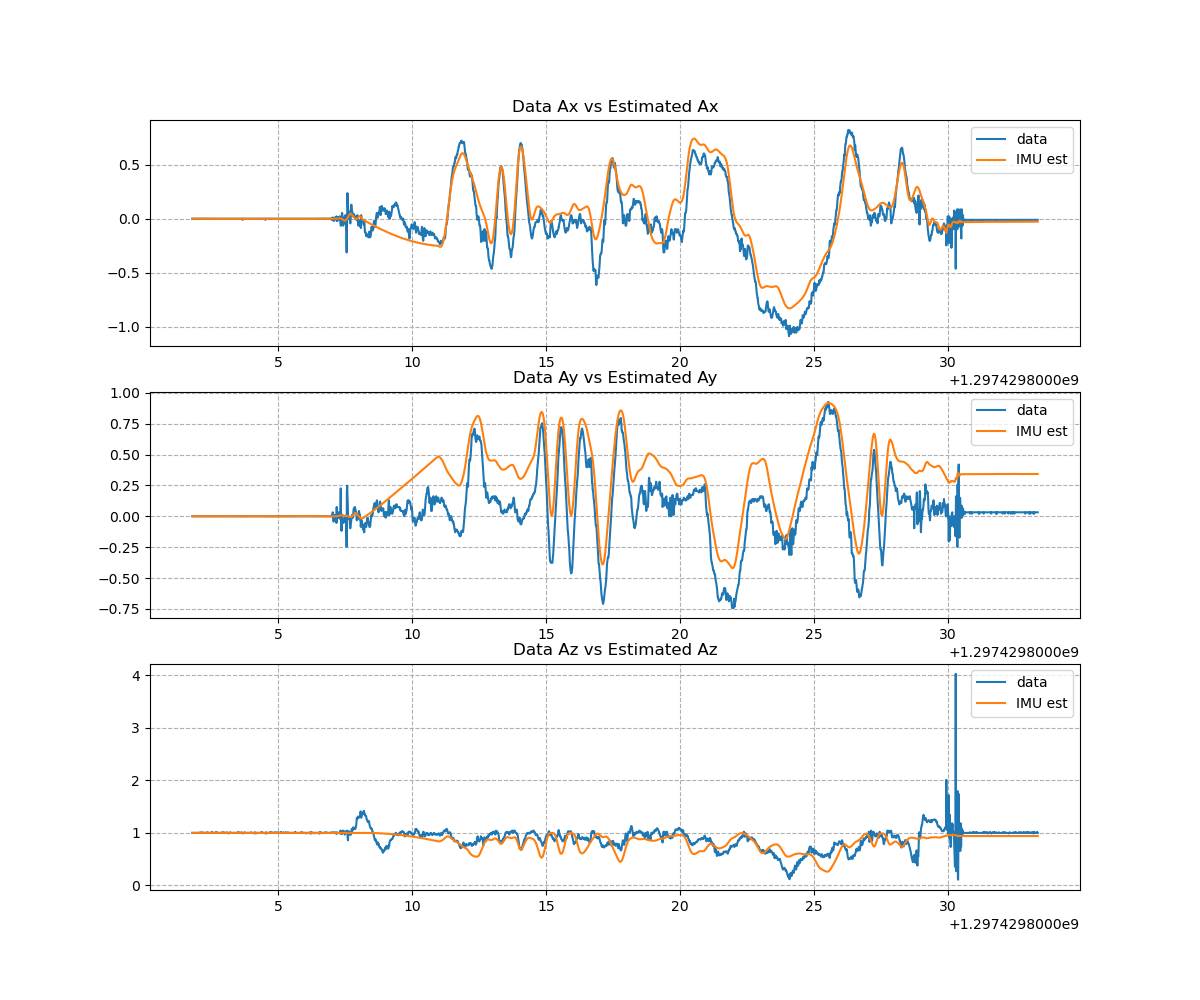 Data Ax vs Estimated Ax
0.5
0.0
−0.5
−1.0
data
IMU est
5 10 15 20 25 30
+1.2974298000e9
Data Ay vs Estimated Ay
1.00
0.75
0.50
0.25
0.00
−0.25
−0.50
−0.75
data
IMU est
5 10 15 20 25 30
+1.2974298000e9
Data Az vs Estimated Az
4
3
2
1
0
data
IMU est
5 10 15 20 25 30
+1.2974298000e9